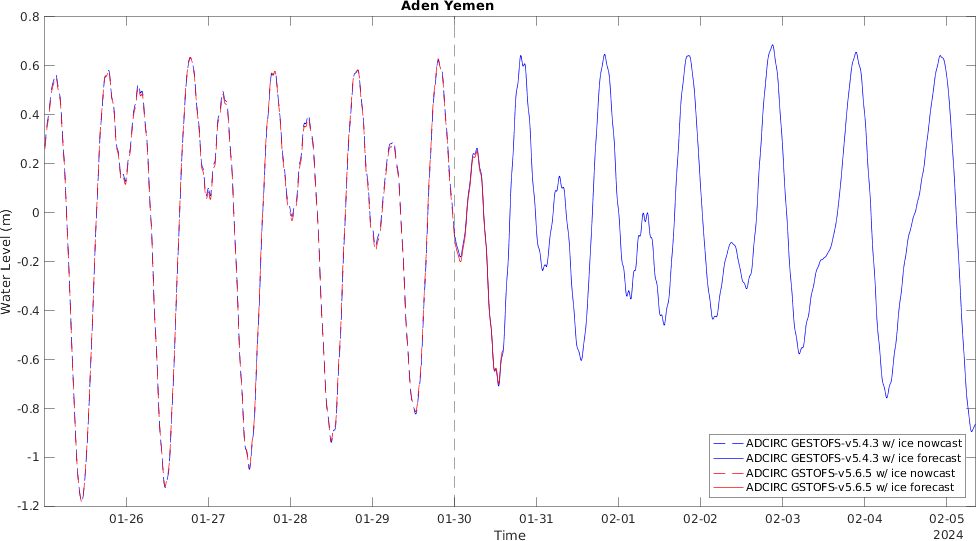 Aden Yemen
0.8
0.6
0.4
0.2
0
-0.2
-0.4
-0.6
-0.8
-1
-1.2
Water Level (m)
ADCIRC GESTOFS-v5.4.3 w/ ice nowcast
ADCIRC GESTOFS-v5.4.3 w/ ice forecast
ADCIRC GSTOFS-v5.6.5 w/ ice nowcast
ADCIRC GSTOFS-v5.6.5 w/ ice forecast
01-26 01-27 01-28 01-29 01-30 01-31 02-01 02-02 02-03 02-04 02-05
Time 2024